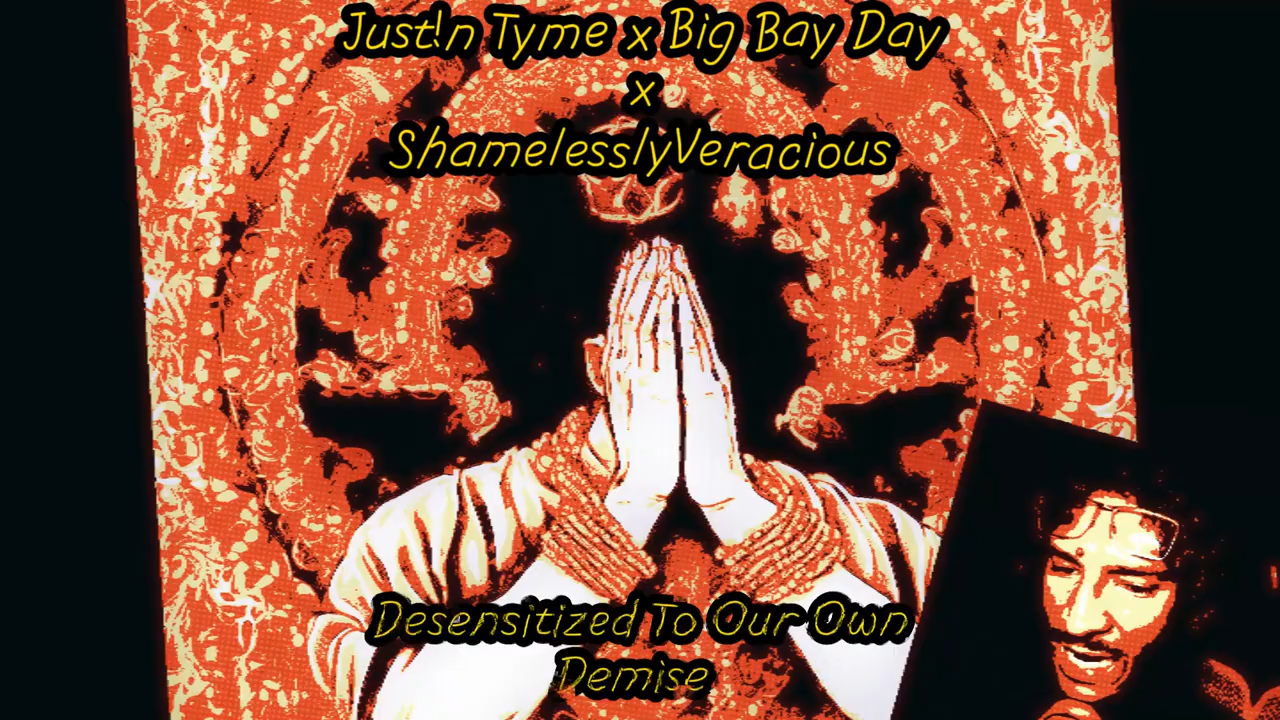 Just!n Tyme x Big Bay Day
x
ShamelesslyVeracious
Desensitized To Our Own
Demise